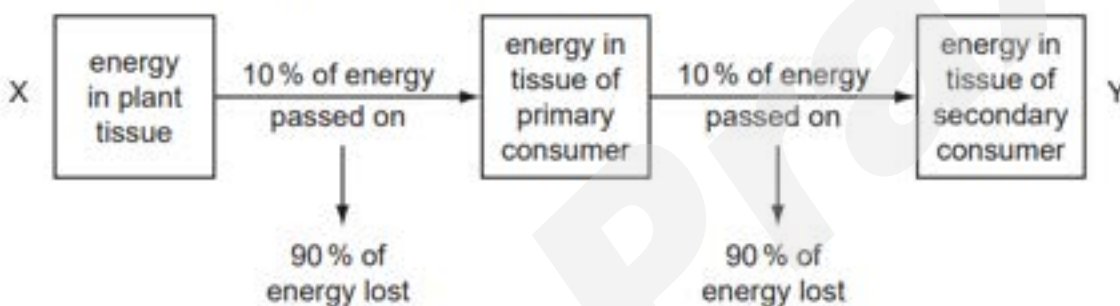 X
energy
in plant
tissue
10% of energy
passed on
90% of
energy lost
energy in
tissue of
primary
consumer
10% of energy
passed on
90% of
energy lost
energy in
tissue of
secondary
consumer
Y